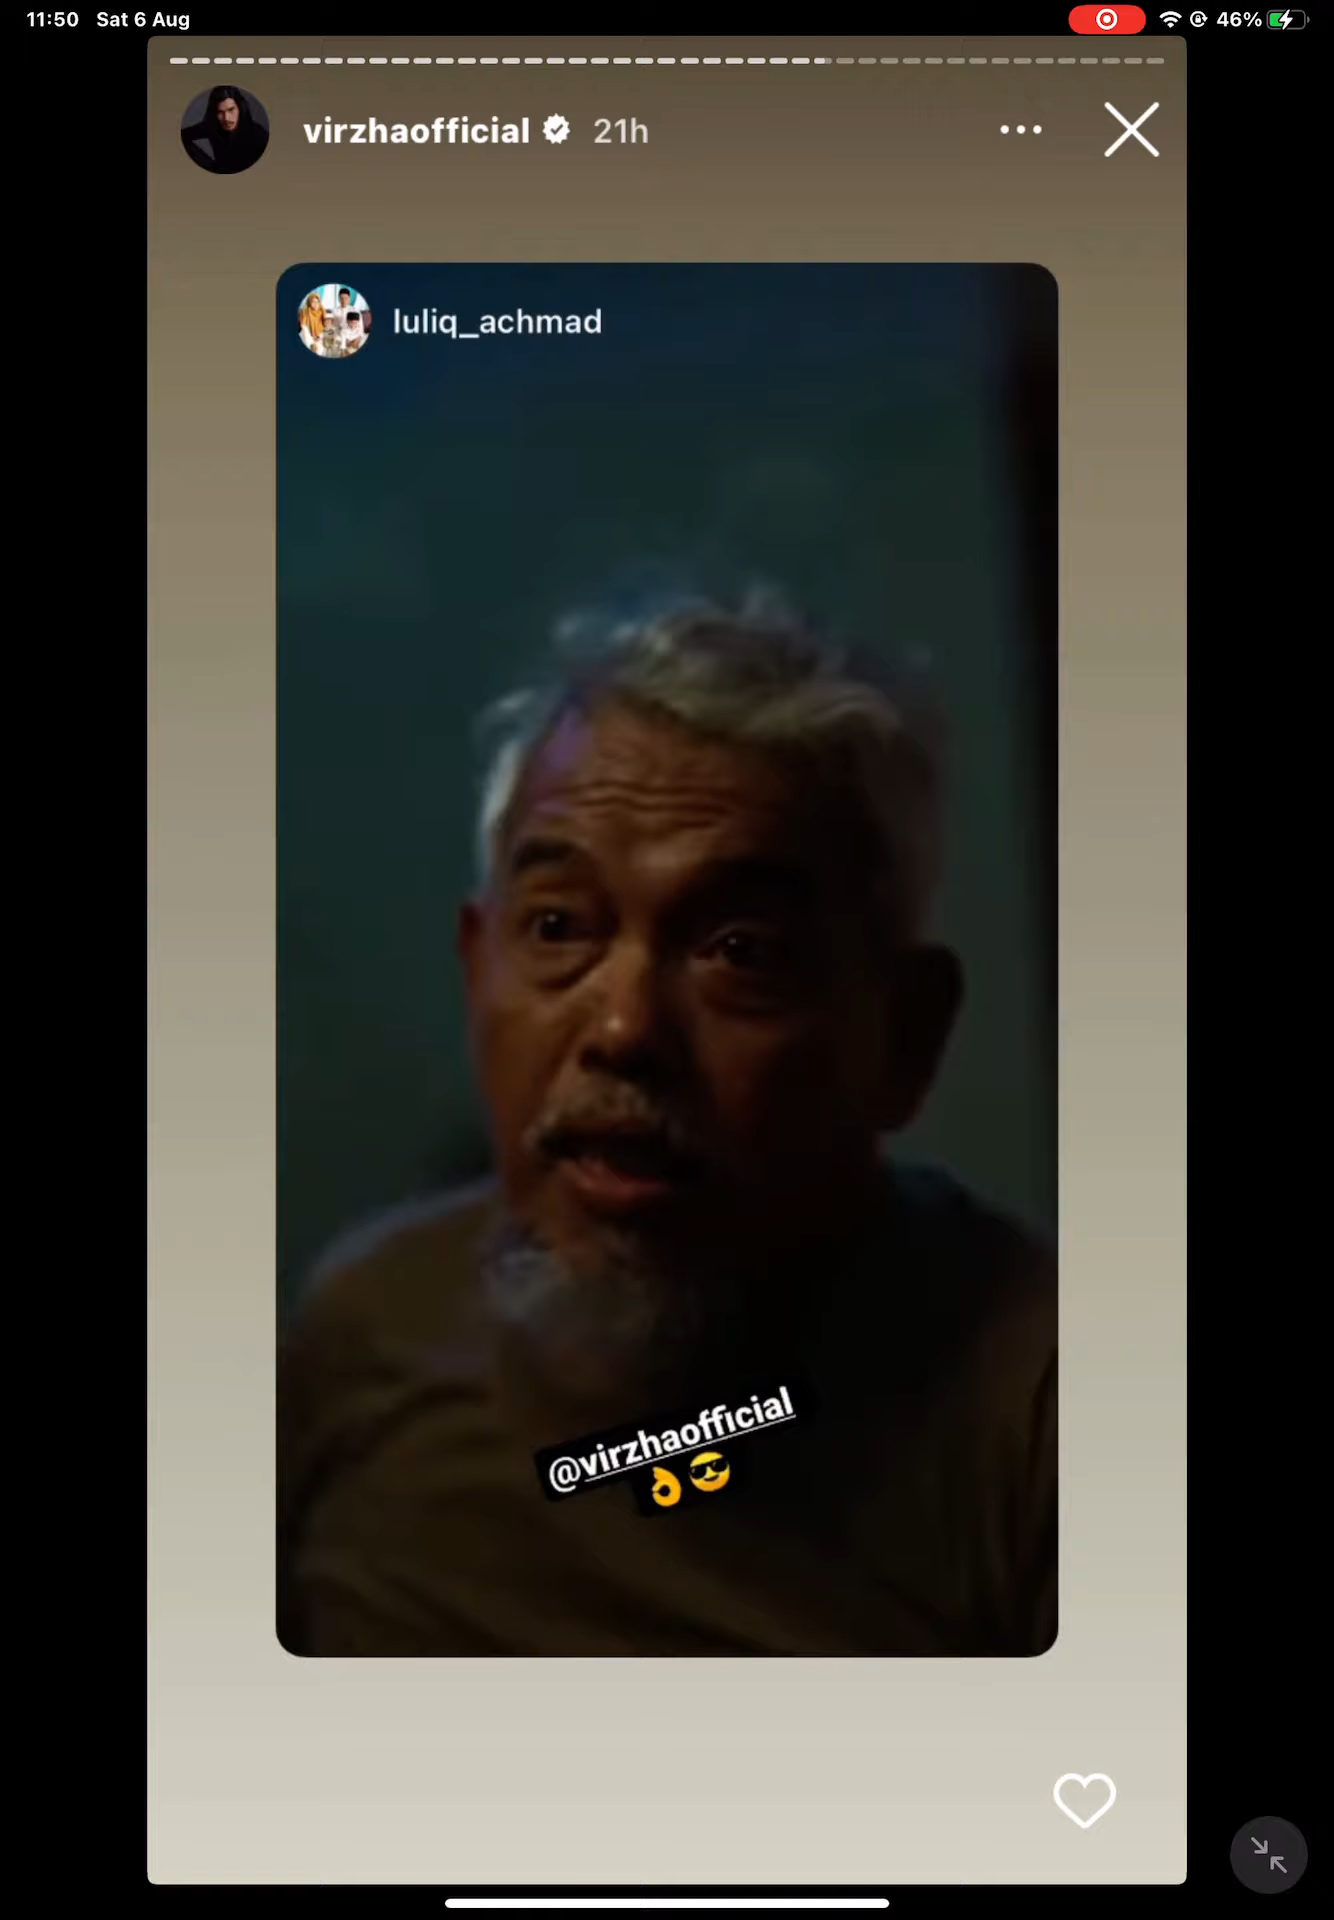 11:50 Sat 6 Aug
46%
virzhaofficial 21h
luliq_achmad
@virzhaofficial
👌😎